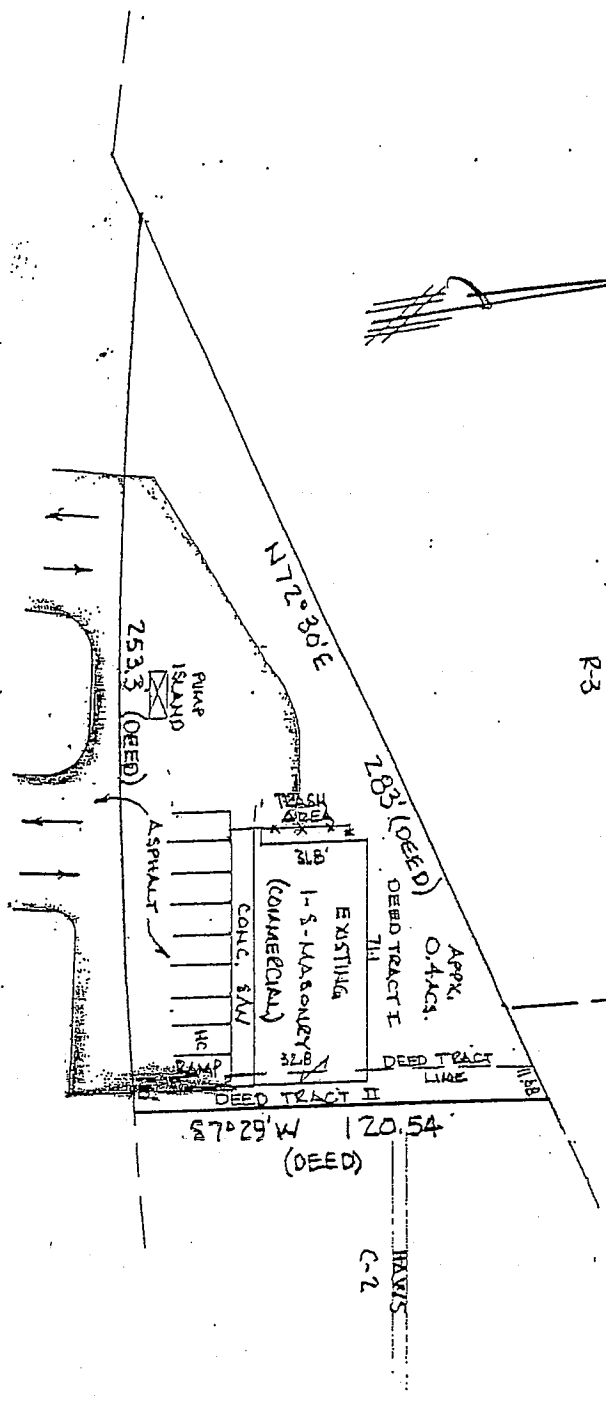 R-3
N72°30'E
283' (DEED)
APPX.
0.4 ACS.
DEED TRACT I
253.3' (DEED)
PUMP
ISLAND
ASPHALT
TRASH
AREA
31.8'
71.1
EXISTING
1-S-MASONRY
(COMMERCIAL)
CONC. S/W
HC
RAMP
32.8
DEED TRACT
LINE
11.68
DEED TRACT II
S7°29'W 120.54
(DEED)
C-2